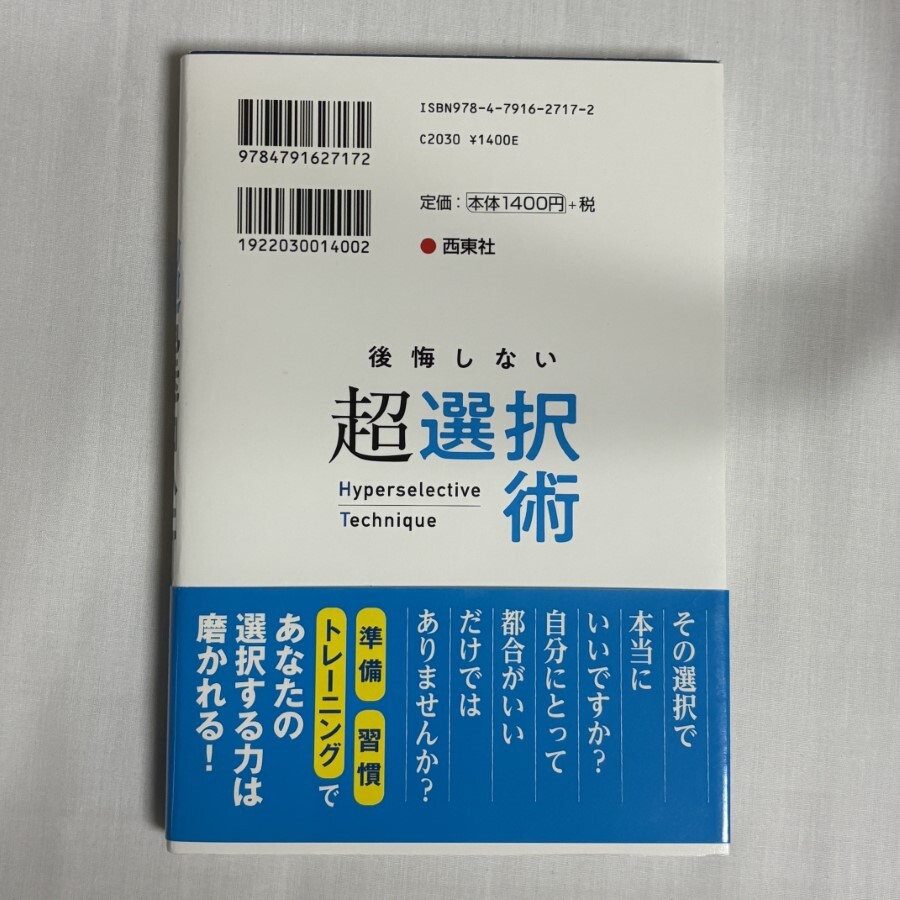 9784791627172
ISBN978-4-7916-2717-2
C2030 ¥1400E
1922030014002
定価：本体1400円+税
西東社
後悔しない
超選択術
Hyperselective
Technique
その選択で
本当に
いいですか？
自分にとって
都合がいい
だけでは
ありませんか？
準備 習慣
トレーニングで
あなたの
選択する力は
磨かれる！